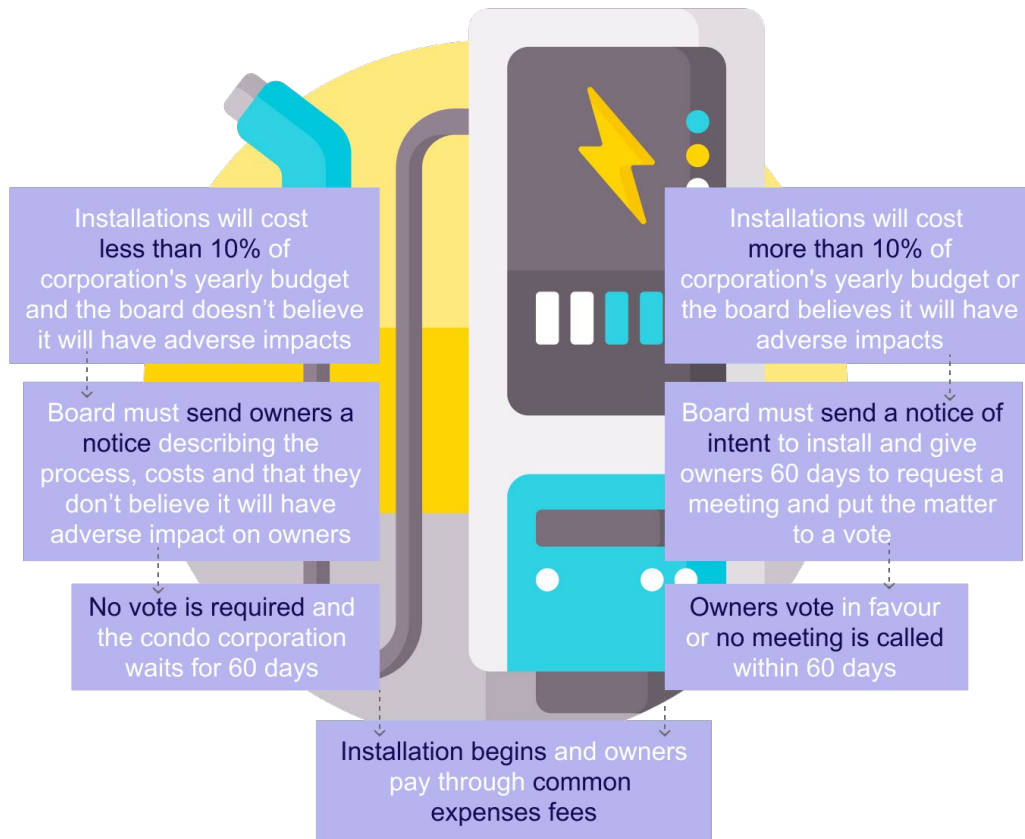 Installations will cost
less than 10% of
corporation's yearly budget
and the board doesn’t believe
it will have adverse impacts
Board must send owners a
notice describing the
process, costs and that they
don’t believe it will have
adverse impact on owners
No vote is required and
the condo corporation
waits for 60 days
Installations will cost
more than 10% of
corporation's yearly budget or
the board believes it will have
adverse impacts
Board must send a notice of
intent to install and give
owners 60 days to request a
meeting and put the matter
to a vote
Owners vote in favour
or no meeting is called
within 60 days
Installation begins and owners
pay through common
expenses fees